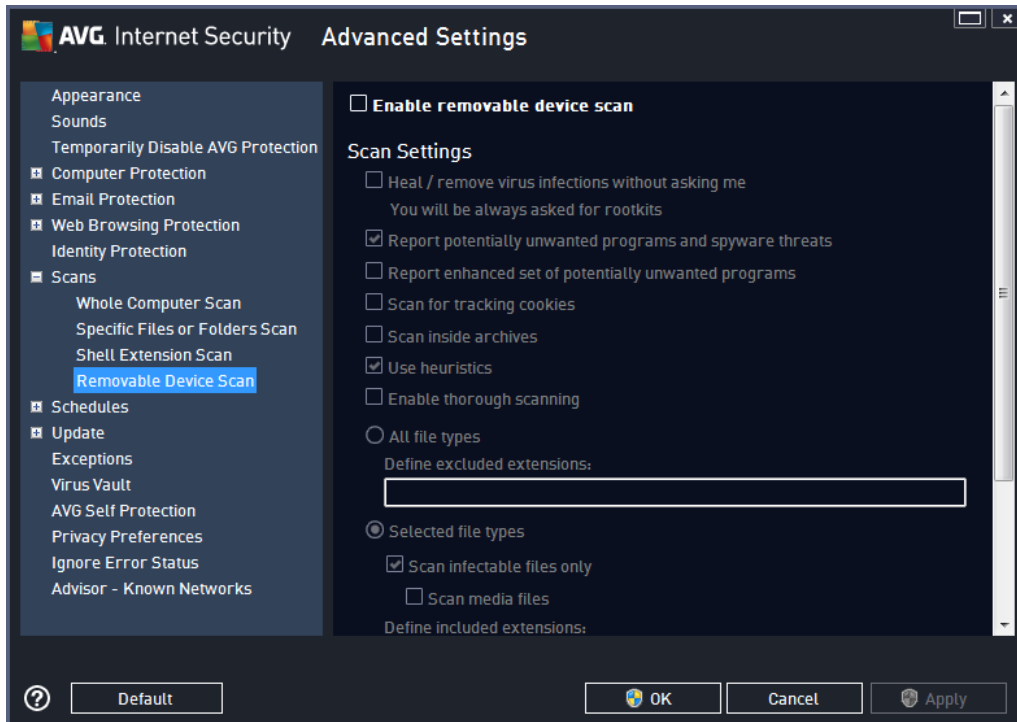 AVG. Internet Security Advanced Settings
Appearance
Sounds
Temporarily Disable AVG Protection
Computer Protection
Email Protection
Web Browsing Protection
Identity Protection
Scans
Whole Computer Scan
Specific Files or Folders Scan
Shell Extension Scan
Removable Device Scan
Schedules
Update
Exceptions
Virus Vault
AVG Self Protection
Privacy Preferences
Ignore Error Status
Advisor - Known Networks
Enable removable device scan
Scan Settings
Heal / remove virus infections without asking me
You will be always asked for rootkits
Report potentially unwanted programs and spyware threats
Report enhanced set of potentially unwanted programs
Scan for tracking cookies
Scan inside archives
Use heuristics
Enable thorough scanning
All file types
Define excluded extensions:
Selected file types
Scan infectable files only
Scan media files
Define included extensions:
? Default OK Cancel Apply